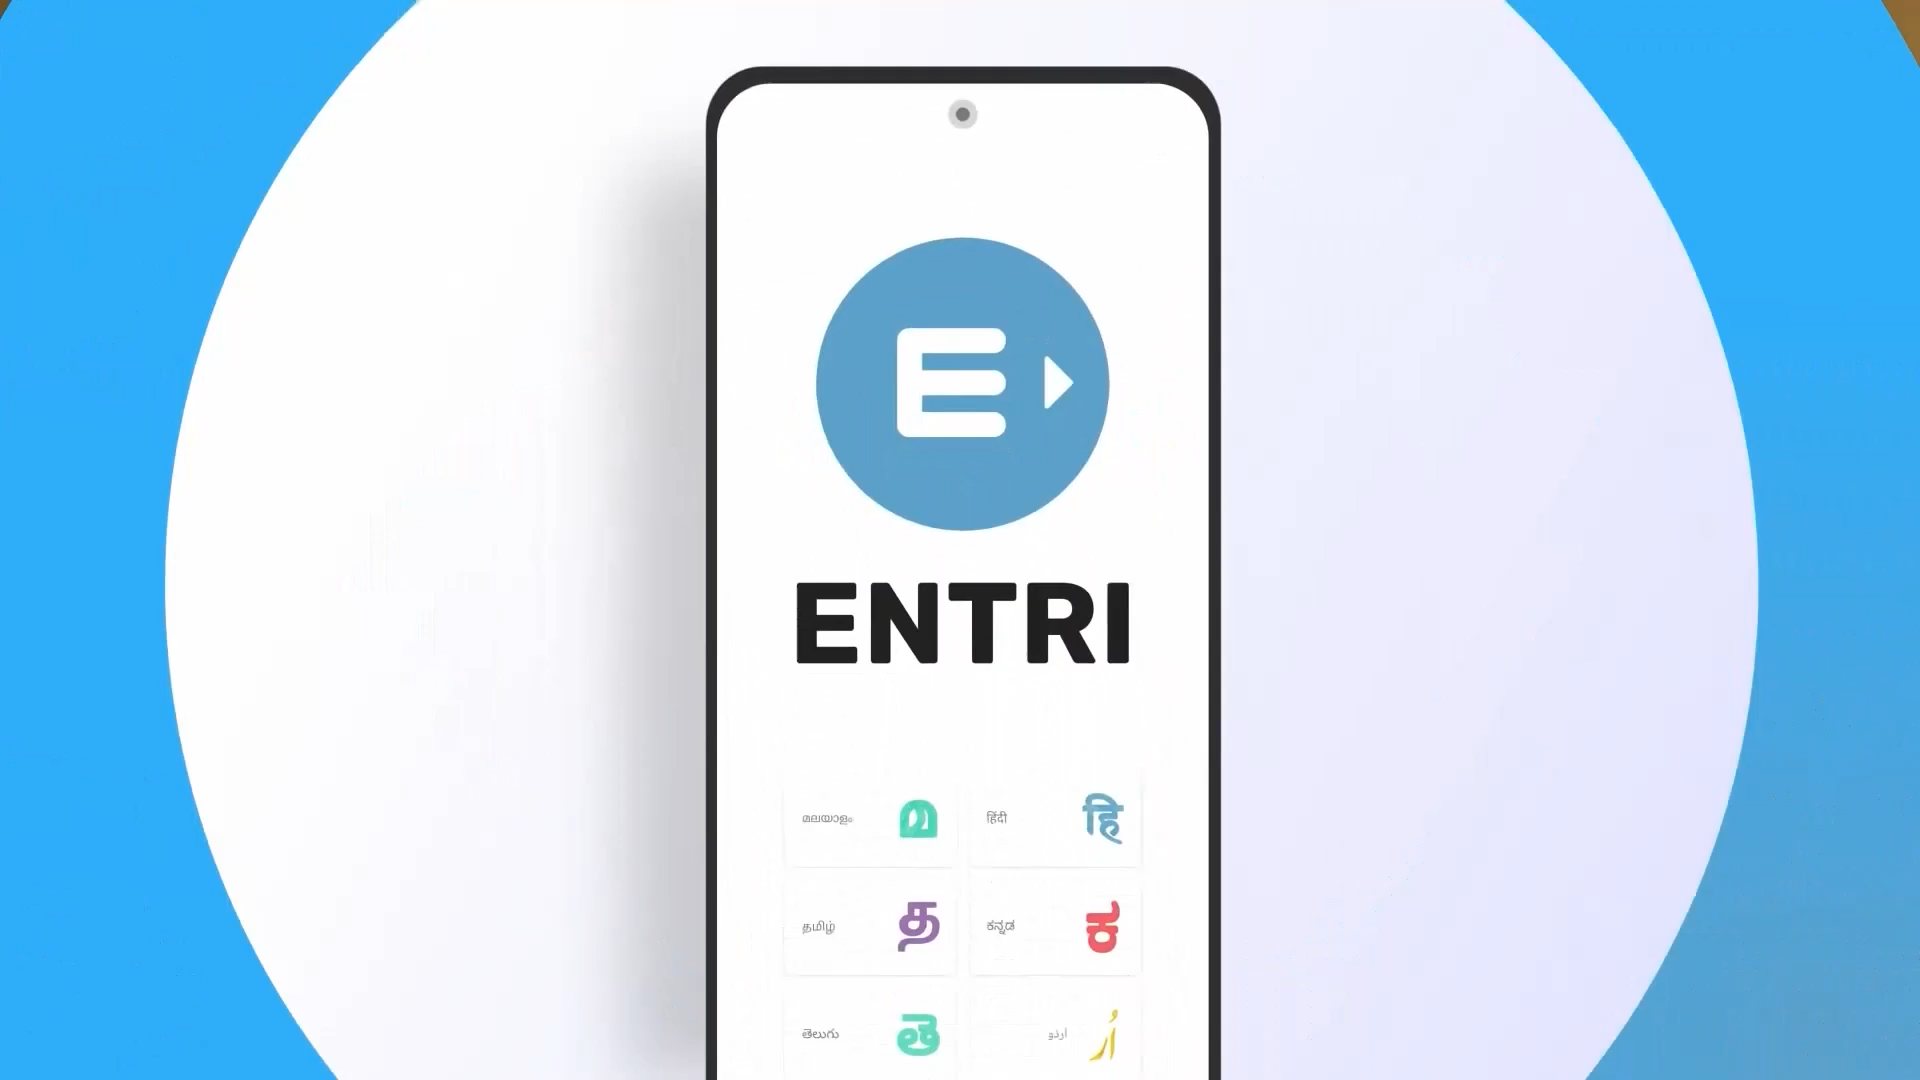 E
ENTRI
മലയാളം മ हिंदी हि
தமிழ் த ಕನ್ನಡ ಕ
తెలుగు తె اردو اُر